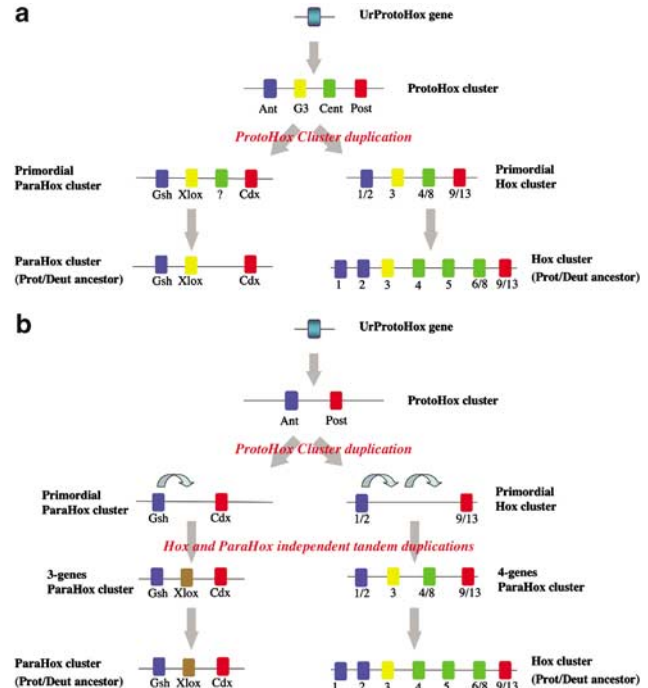 a
UrProtoHox gene
ProtoHox cluster
Ant G3 Cent Post
ProtoHox Cluster duplication
Primordial
ParaHox cluster
Gsh Xlox ? Cdx
Primordial
Hox cluster
1/2 3 4/8 9/13
ParaHox cluster
(Prot/Deut ancestor)
Gsh Xlox Cdx
Hox cluster
(Prot/Deut ancestor)
1 2 3 4 5 6/8 9/13
b
UrProtoHox gene
ProtoHox cluster
Ant Post
ProtoHox Cluster duplication
Primordial
ParaHox cluster
Gsh Cdx
Primordial
Hox cluster
1/2 9/13
Hox and ParaHox independent tandem duplications
3-genes
ParaHox cluster
Gsh Xlox Cdx
4-genes
ParaHox cluster
1/2 3 4/8 9/13
ParaHox cluster
(Prot/Deut ancestor)
Gsh Xlox Cdx
Hox cluster
(Prot/Deut ancestor)
1 2 3 4 5 6/8 9/13